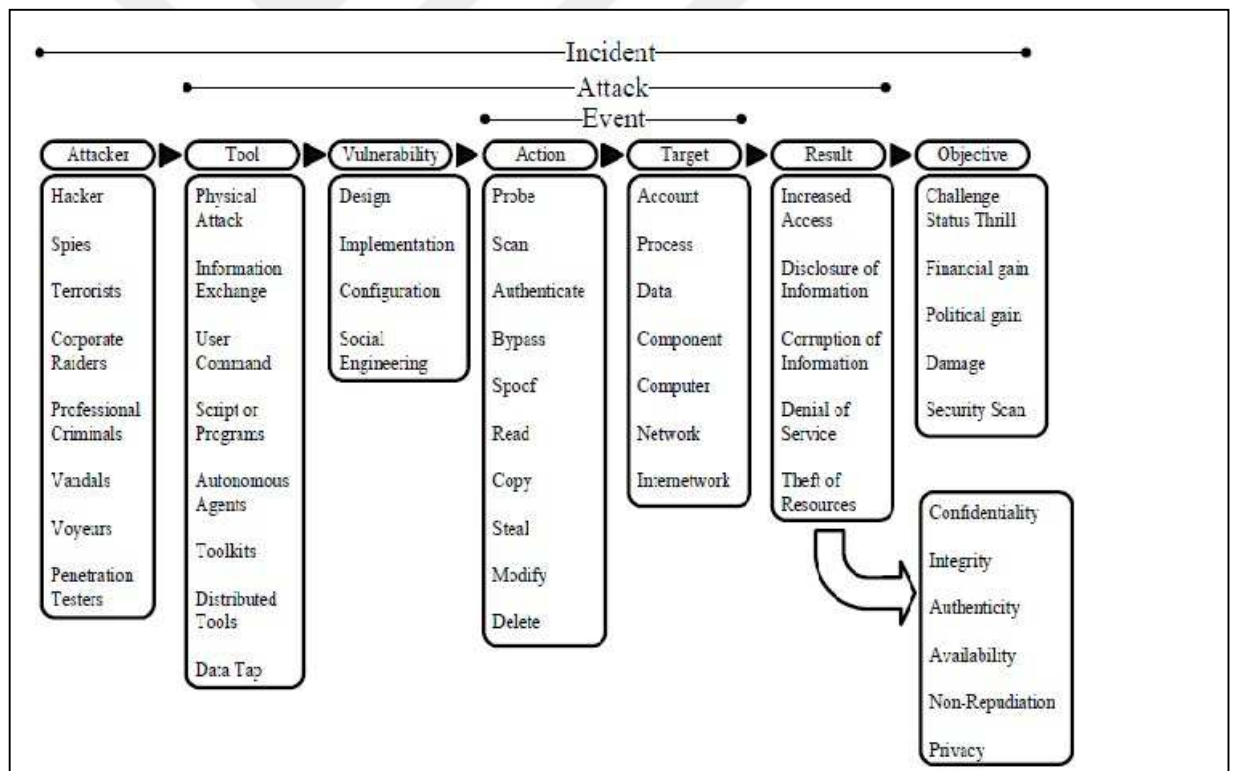 Incident
Attack
Event
Attacker
Tool
Vulnerability
Action
Target
Result
Objective
Hacker
Spies
Terrorists
Corporate
Raiders
Professional
Criminals
Vandals
Voyeurs
Penetration
Testers
Physical
Attack
Information
Exchange
User
Command
Script or
Programs
Autonomous
Agents
Toolkits
Distributed
Tools
Data Tap
Design
Implementation
Configuration
Social
Engineering
Probe
Scan
Authenticate
Bypass
Spoof
Read
Copy
Steal
Modify
Delete
Account
Process
Data
Component
Computer
Network
Internetwork
Increased
Access
Disclosure of
Information
Corruption of
Information
Denial of
Service
Theft of
Resources
Challenge
Status Thrill
Financial gain
Political gain
Damage
Security Scan
Confidentiality
Integrity
Authenticity
Availability
Non-Repudiation
Privacy